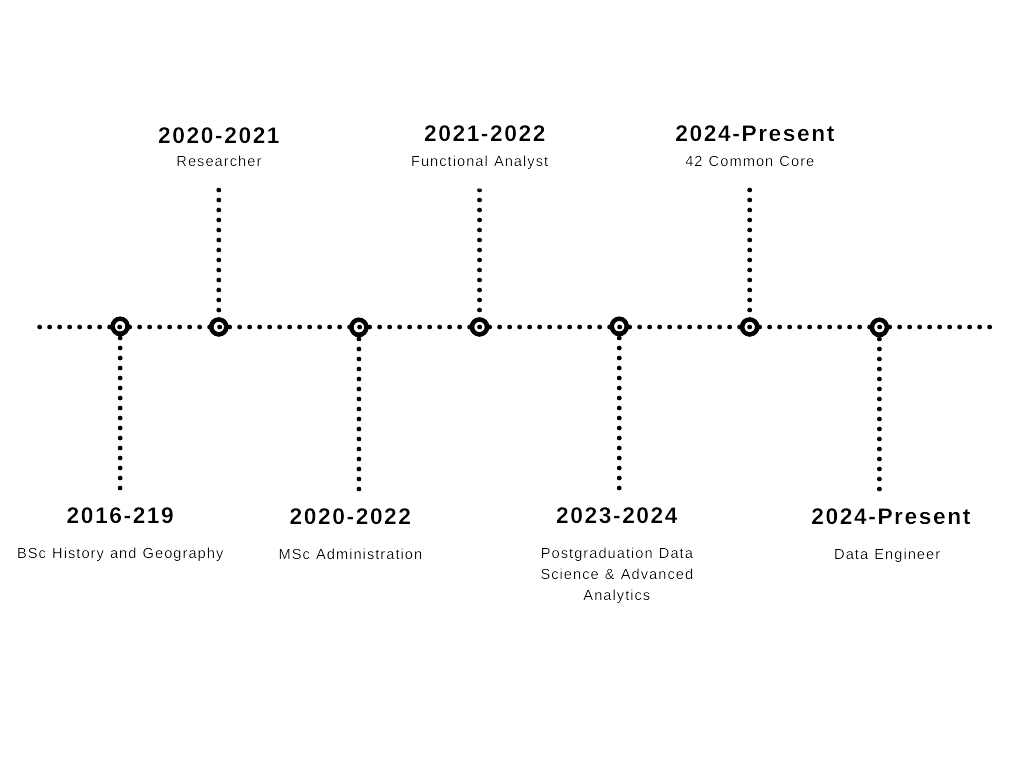 2020-2021
Researcher
2021-2022
Functional Analyst
2024-Present
42 Common Core
2016-219
BSc History and Geography
2020-2022
MSc Administration
2023-2024
Postgraduation Data
Science & Advanced
Analytics
2024-Present
Data Engineer